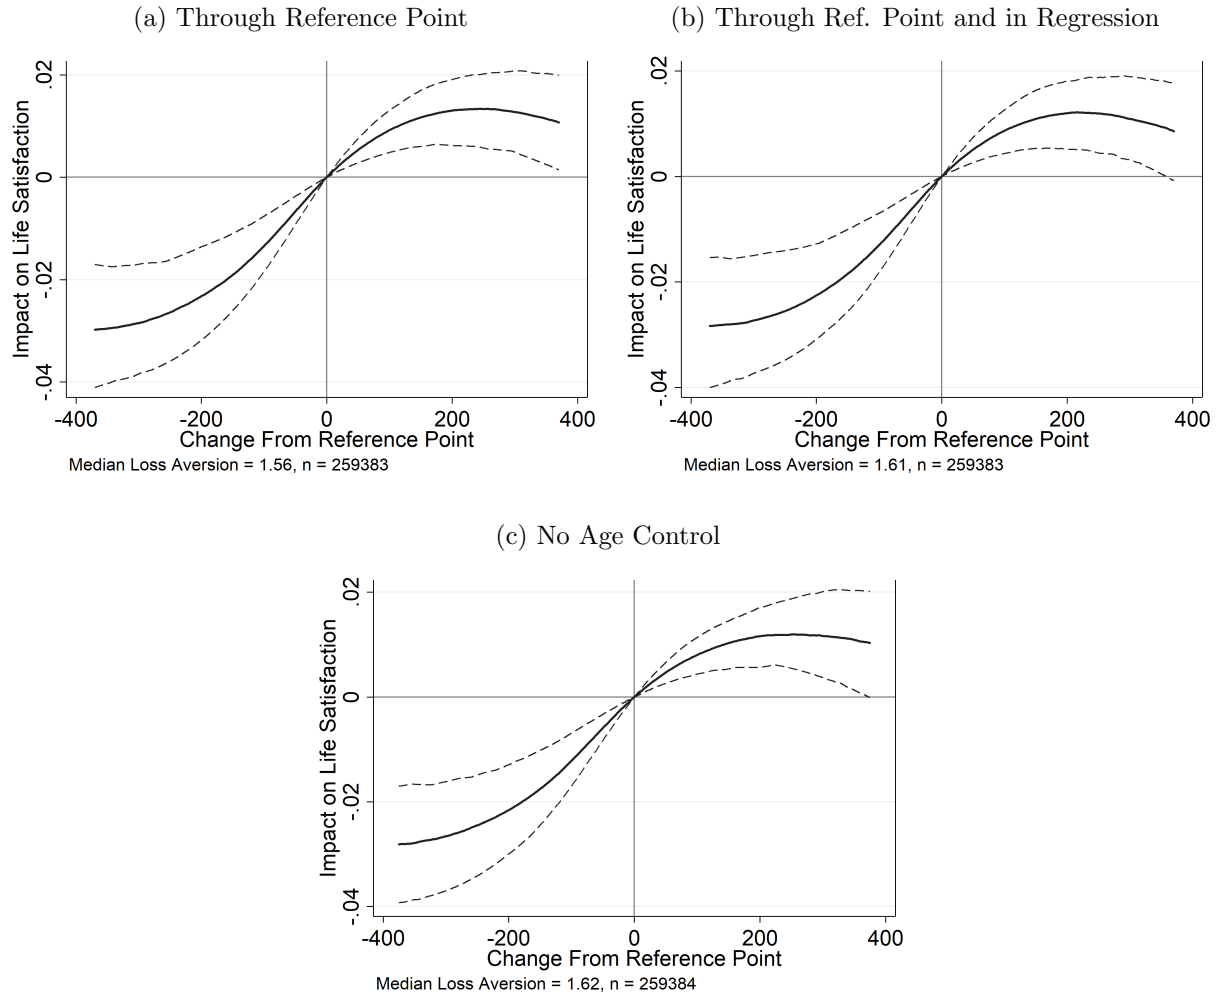 (a) Through Reference Point
(b) Through Ref. Point and in Regression
Impact on Life Satisfaction
.02
0
-.02
-.04
-400 -200 0 200 400
Change From Reference Point
Median Loss Aversion = 1.56, n = 259383
Impact on Life Satisfaction
.02
0
-.02
-.04
-400 -200 0 200 400
Change From Reference Point
Median Loss Aversion = 1.61, n = 259383
(c) No Age Control
Impact on Life Satisfaction
.02
0
-.02
-.04
-400 -200 0 200 400
Change From Reference Point
Median Loss Aversion = 1.62, n = 259384